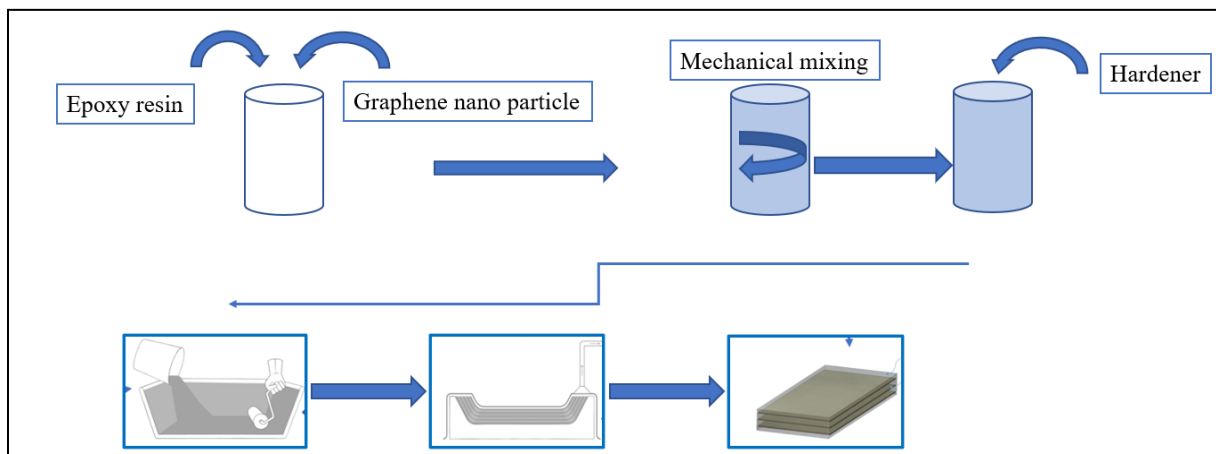 Epoxy resin
Graphene nano particle
Mechanical mixing
Hardener